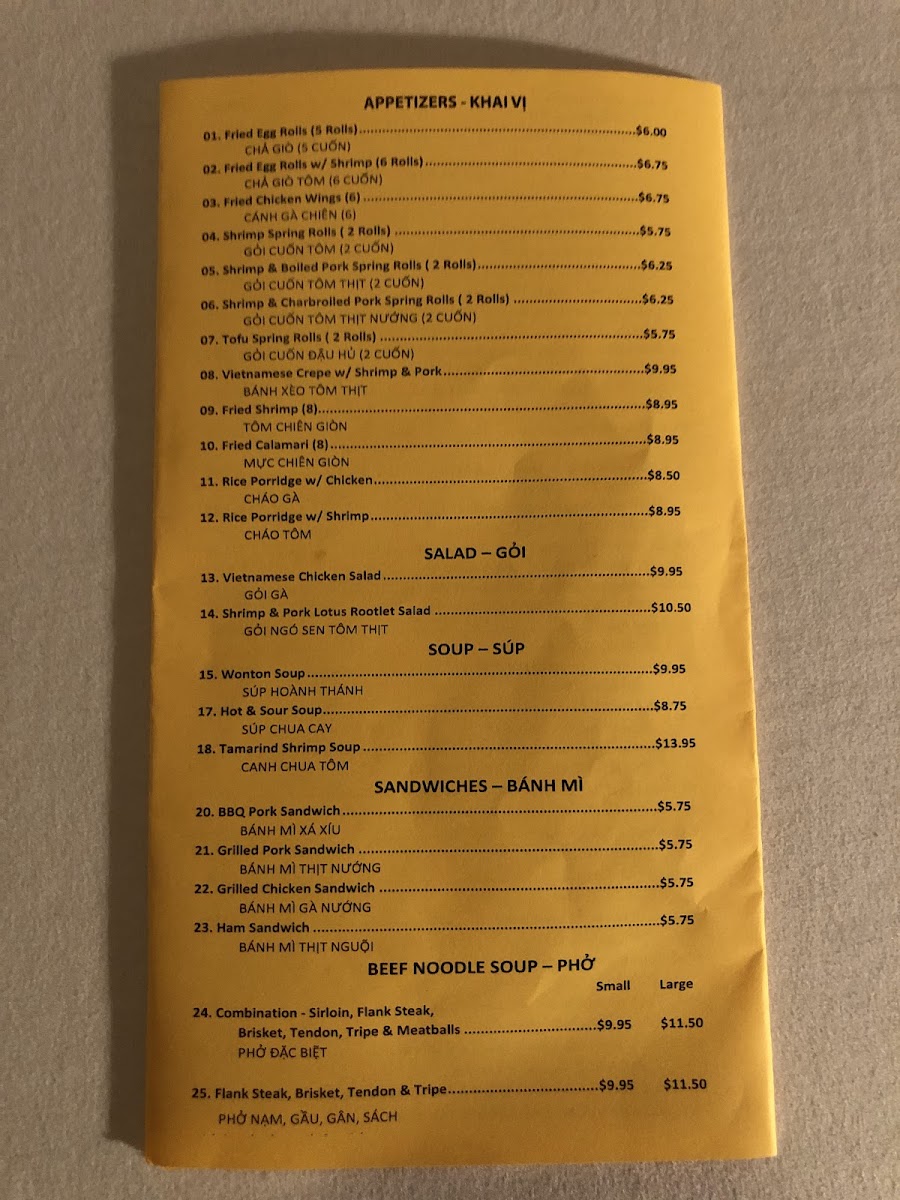 APPETIZERS - KHAI VỊ
01. Fried Egg Rolls (5 Rolls)....................$6.00
CHẢ GIÒ (5 CUỐN)
02. Fried Egg Rolls w/ Shrimp (6 Rolls)....................$6.75
CHẢ GIÒ TÔM (6 CUỐN)
03. Fried Chicken Wings (6) ....................$6.75
CÁNH GÀ CHIÊN (6)
04. Shrimp Spring Rolls ( 2 Rolls) ....................$5.75
GỎI CUỐN TÔM (2 CUỐN)
05. Shrimp & Boiled Pork Spring Rolls ( 2 Rolls)....................$6.25
GỎI CUỐN TÔM THỊT (2 CUỐN)
06. Shrimp & Charbroiled Pork Spring Rolls ( 2 Rolls) ....................$6.25
GỎI CUỐN TÔM THỊT NƯỚNG (2 CUỐN)
07. Tofu Spring Rolls ( 2 Rolls) ....................$5.75
GỎI CUỐN ĐẬU HỦ (2 CUỐN)
08. Vietnamese Crepe w/ Shrimp & Pork....................$9.95
BÁNH XÈO TÔM THỊT
09. Fried Shrimp (8)....................$8.95
TÔM CHIÊN GIÒN
10. Fried Calamari (8)....................$8.95
MỰC CHIÊN GIÒN
11. Rice Porridge w/ Chicken....................$8.50
CHÁO GÀ
12. Rice Porridge w/ Shrimp....................$8.95
CHÁO TÔM
SALAD – GỎI
13. Vietnamese Chicken Salad ....................$9.95
GỎI GÀ
14. Shrimp & Pork Lotus Rootlet Salad ....................$10.50
GỎI NGÓ SEN TÔM THỊT
SOUP – SÚP
15. Wonton Soup....................$9.95
SÚP HOÀNH THÁNH
17. Hot & Sour Soup....................$8.75
SÚP CHUA CAY
18. Tamarind Shrimp Soup ....................$13.95
CANH CHUA TÔM
SANDWICHES – BÁNH MÌ
20. BBQ Pork Sandwich....................$5.75
BÁNH MÌ XÁ XÍU
21. Grilled Pork Sandwich ....................$5.75
BÁNH MÌ THỊT NƯỚNG
22. Grilled Chicken Sandwich ....................$5.75
BÁNH MÌ GÀ NƯỚNG
23. Ham Sandwich ....................$5.75
BÁNH MÌ THỊT NGUỘI
BEEF NOODLE SOUP – PHỞ
Small Large
24. Combination - Sirloin, Flank Steak,
Brisket, Tendon, Tripe & Meatballs ....................$9.95 $11.50
PHỞ ĐẶC BIỆT
25. Flank Steak, Brisket, Tendon & Tripe....................$9.95 $11.50
PHỞ NẠM, GẦU, GÂN, SÁCH